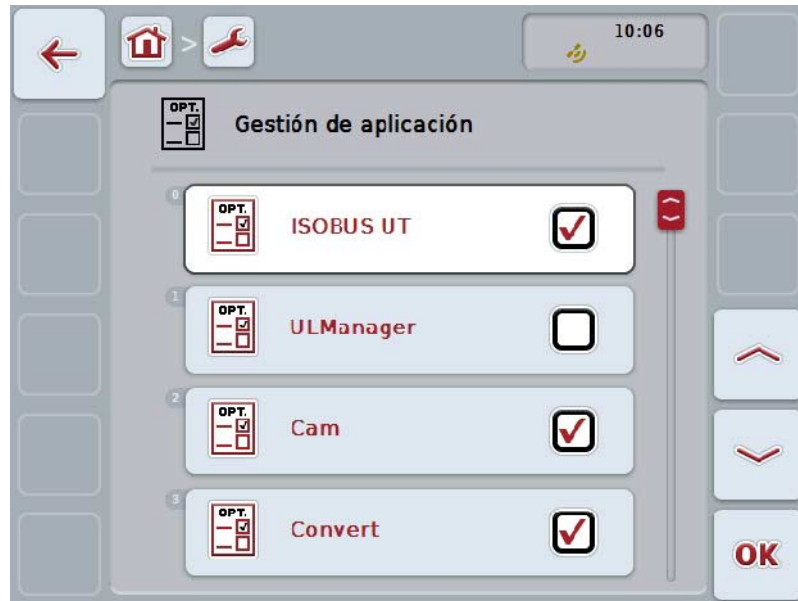 10:06
>
OPT.
Gestión de aplicación
0
OPT.
ISOBUS UT
1
OPT.
ULManager
2
OPT.
Cam
3
OPT.
Convert
OK